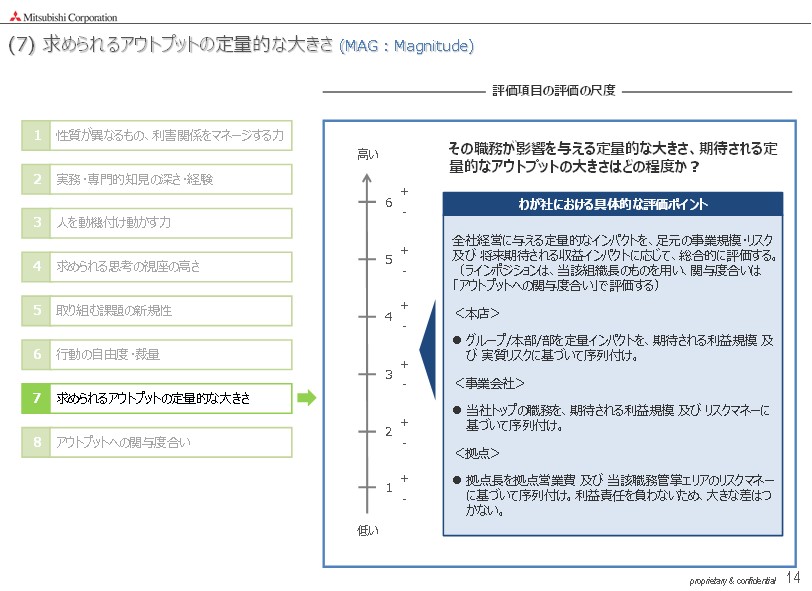 Mitsubishi Corporation
(7) 求められるアウトプットの定量的な大きさ (MAG : Magnitude)
評価項目の評価の尺度
1 性質が異なるもの、利害関係をマネージする力
2 実務・専門的知見の深さ・経験
3 人を動機付け動かす力
4 求められる思考の視座の高さ
5 取り組む課題の新規性
6 行動の自由度・裁量
7 求められるアウトプットの定量的な大きさ
8 アウトプットへの関与度合い
高い
+
6
-
+
5
-
+
4
-
+
3
-
+
2
-
+
1
-
低い
その職務が影響を与える定量的な大きさ、期待される定
量的なアウトプットの大きさはどの程度か？
わが社における具体的な評価ポイント
全社経営に与える定量的なインパクトを、足元の事業規模・リスク
及び 将来期待される収益インパクトに応じて、総合的に評価する。
（ラインポジションは、当該組織長のものを用い、関与度合いは
「アウトプットへの関与度合い」で評価する）
＜本店＞
● グループ/本部/部を定量インパクトを、期待される利益規模 及
び 実質リスクに基づいて序列付け。
＜事業会社＞
● 当社トップの職務を、期待される利益規模 及び リスクマネーに
基づいて序列付け。
＜拠点＞
● 拠点長を拠点営業費 及び 当該職務管掌エリアのリスクマネー
に基づいて序列付け。利益責任を負わないため、大きな差はつ
かない。
proprietary & confidential 14